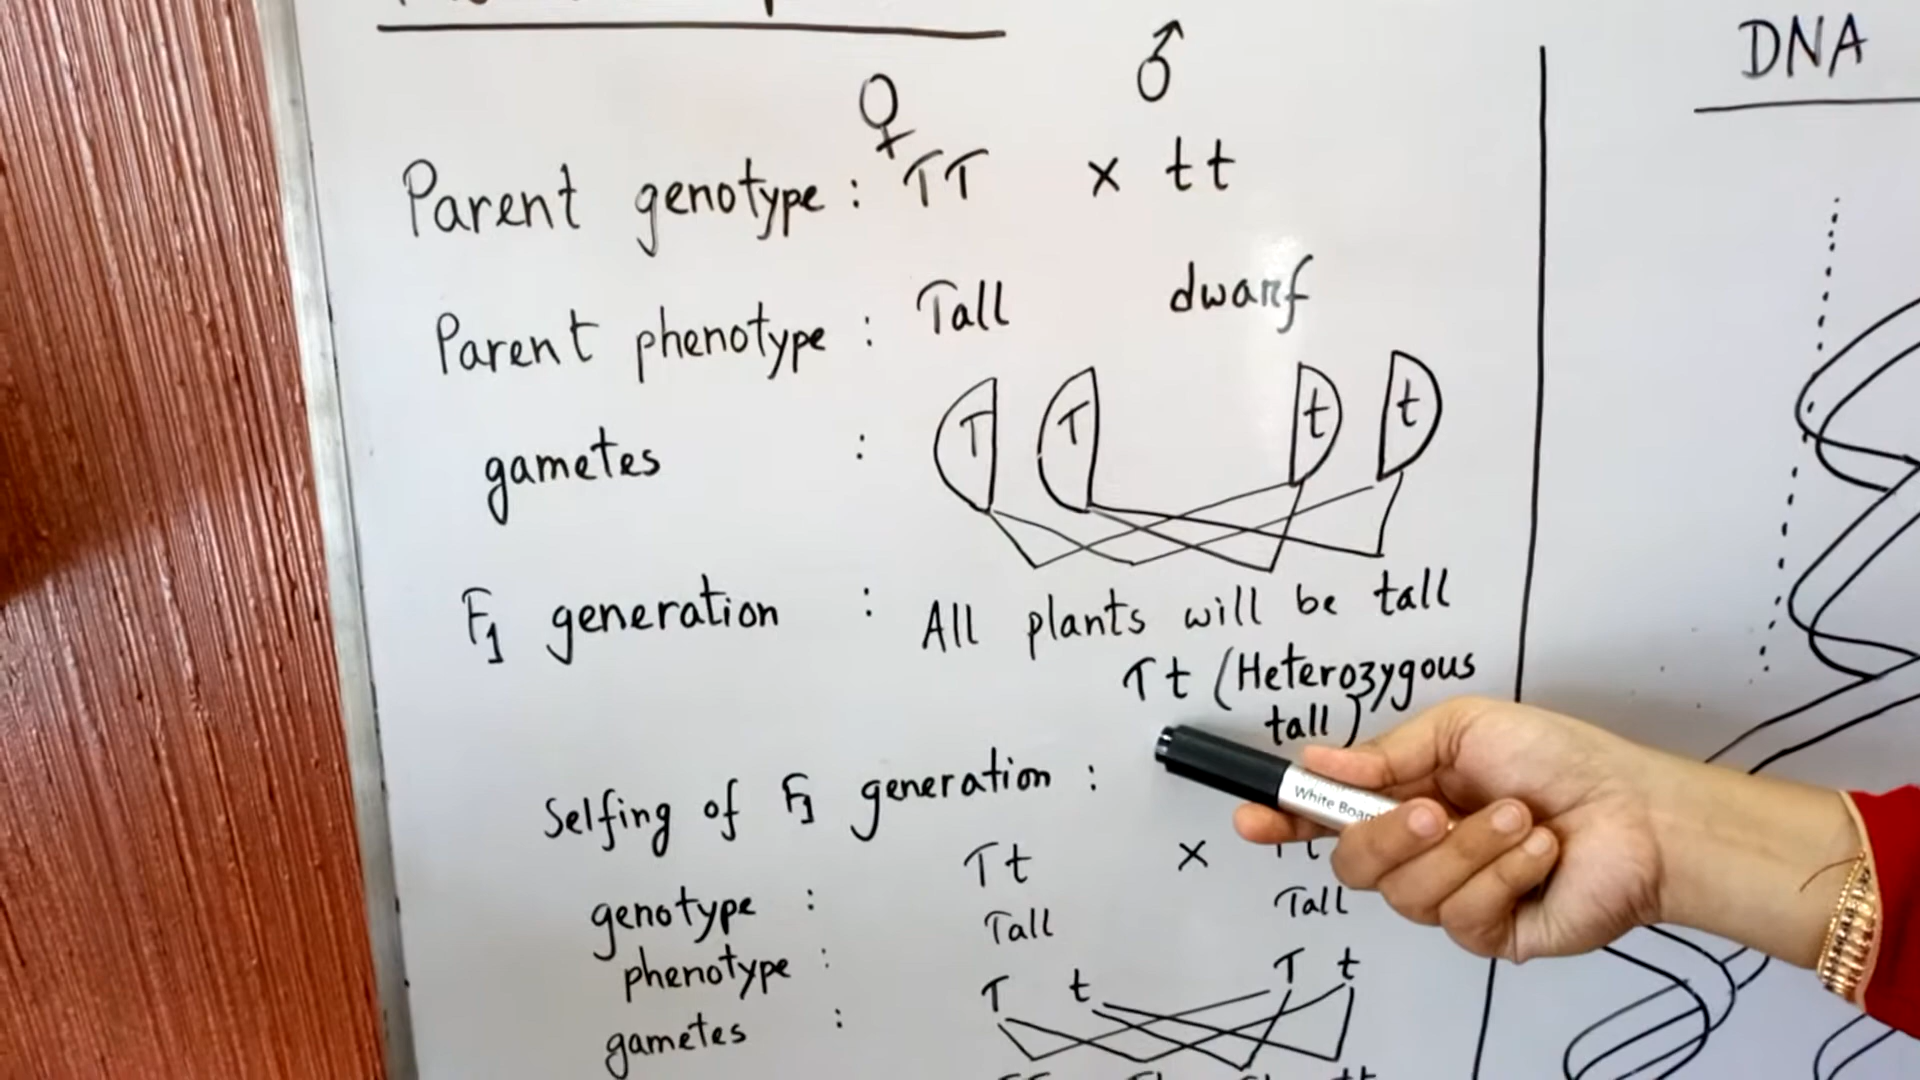 DNA
♀ ♂
Parent genotype : TT × tt
Parent phenotype : Tall dwarf
gametes : T T t t
F1 generation : All plants will be tall
Tt (Heterozygous
tall)
Selfing of F1 generation :
genotype : Tt × Tt
phenotype : Tall Tall
gametes : T t T t
White Board